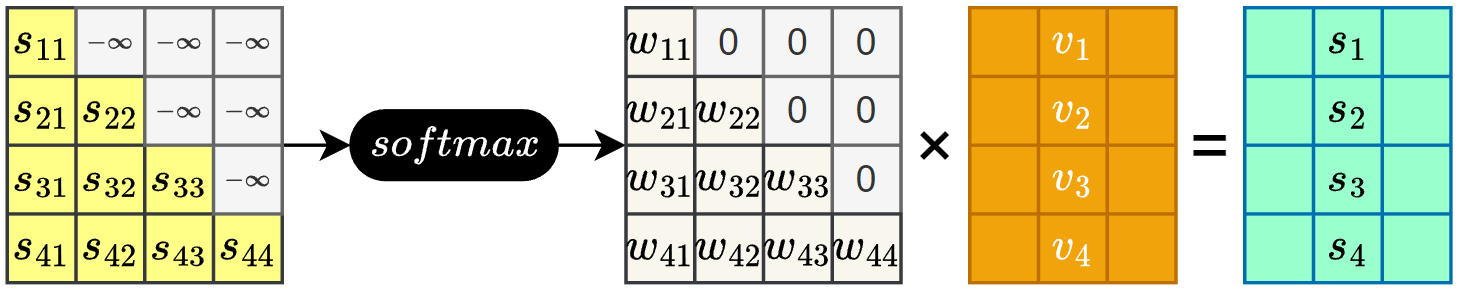 s₁₁ −∞ −∞ −∞ w₁₁ 0 0 0 v₁ s₁
s₂₁ s₂₂ −∞ −∞ w₂₁ w₂₂ 0 0 v₂ s₂
softmax × =
s₃₁ s₃₂ s₃₃ −∞ w₃₁ w₃₂ w₃₃ 0 v₃ s₃
s₄₁ s₄₂ s₄₃ s₄₄ w₄₁ w₄₂ w₄₃ w₄₄ v₄ s₄